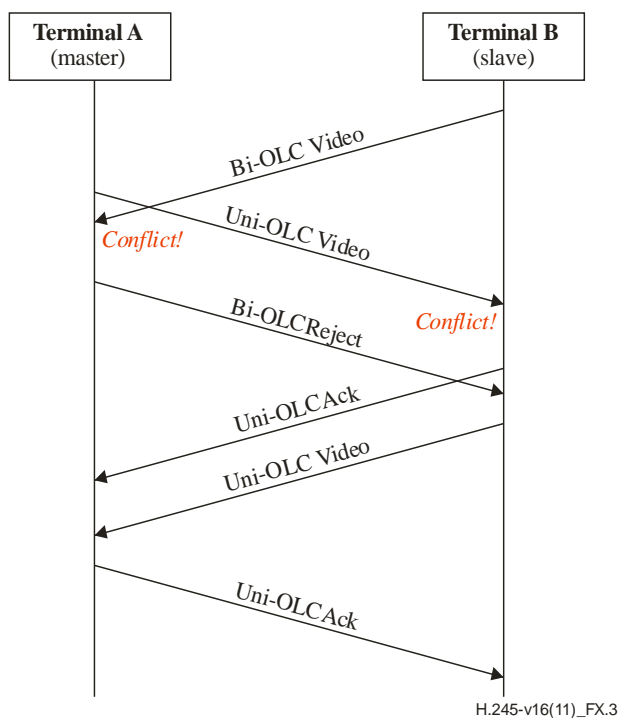 Terminal A
(master)
Terminal B
(slave)
Bi-OLC Video
Uni-OLC Video
Conflict!
Bi-OLCReject
Conflict!
Uni-OLCAck
Uni-OLC Video
Uni-OLCAck
H.245-v16(11)_FX.3